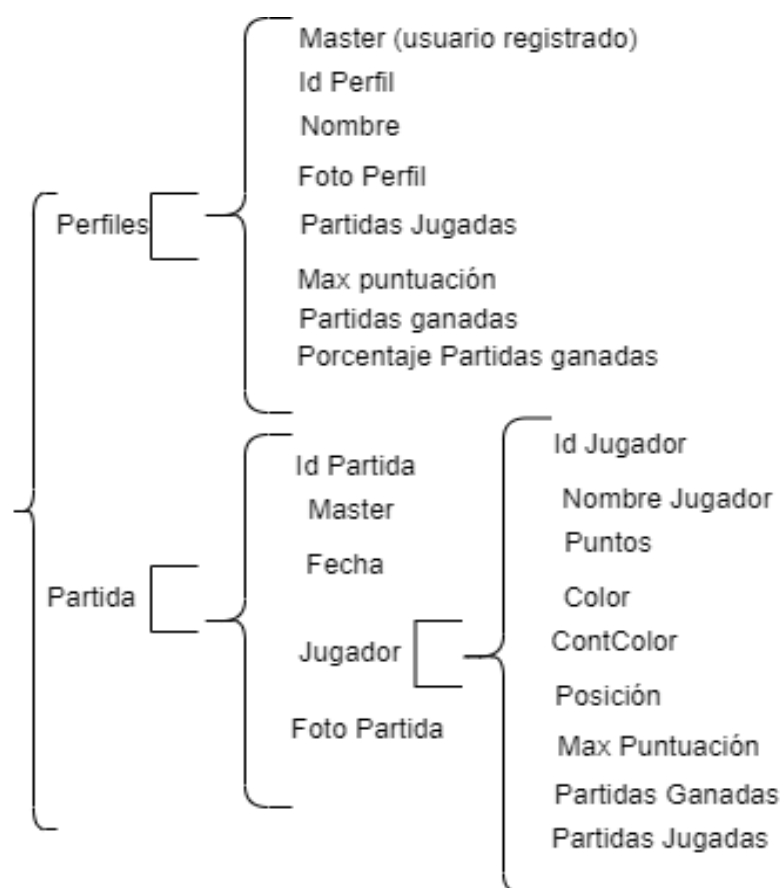 Perfiles
Master (usuario registrado)
Id Perfil
Nombre
Foto Perfil
Partidas Jugadas
Max puntuación
Partidas ganadas
Porcentaje Partidas ganadas
Partida
Id Partida
Master
Fecha
Jugador
Foto Partida
Id Jugador
Nombre Jugador
Puntos
Color
ContColor
Posición
Max Puntuación
Partidas Ganadas
Partidas Jugadas